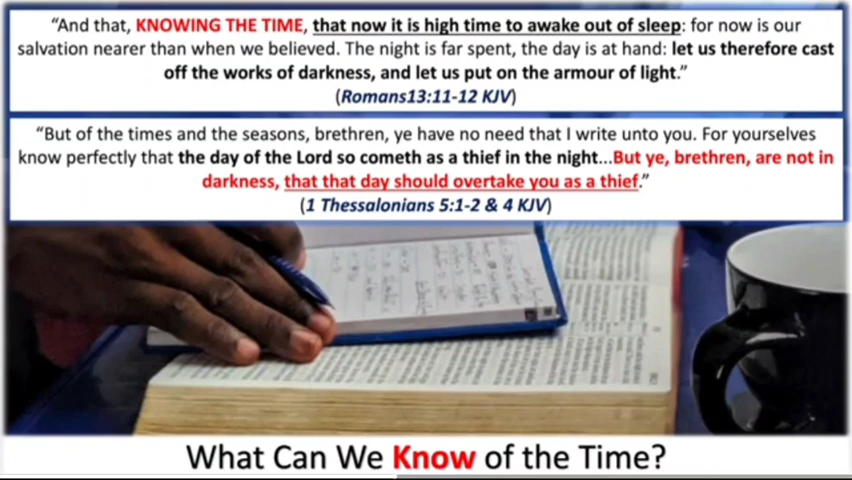 “And that, KNOWING THE TIME, that now it is high time to awake out of sleep: for now is our
salvation nearer than when we believed. The night is far spent, the day is at hand: let us therefore cast
off the works of darkness, and let us put on the armour of light.”
(Romans13:11-12 KJV)
“But of the times and the seasons, brethren, ye have no need that I write unto you. For yourselves
know perfectly that the day of the Lord so cometh as a thief in the night...But ye, brethren, are not in
darkness, that that day should overtake you as a thief.”
(1 Thessalonians 5:1-2 & 4 KJV)
What Can We Know of the Time?